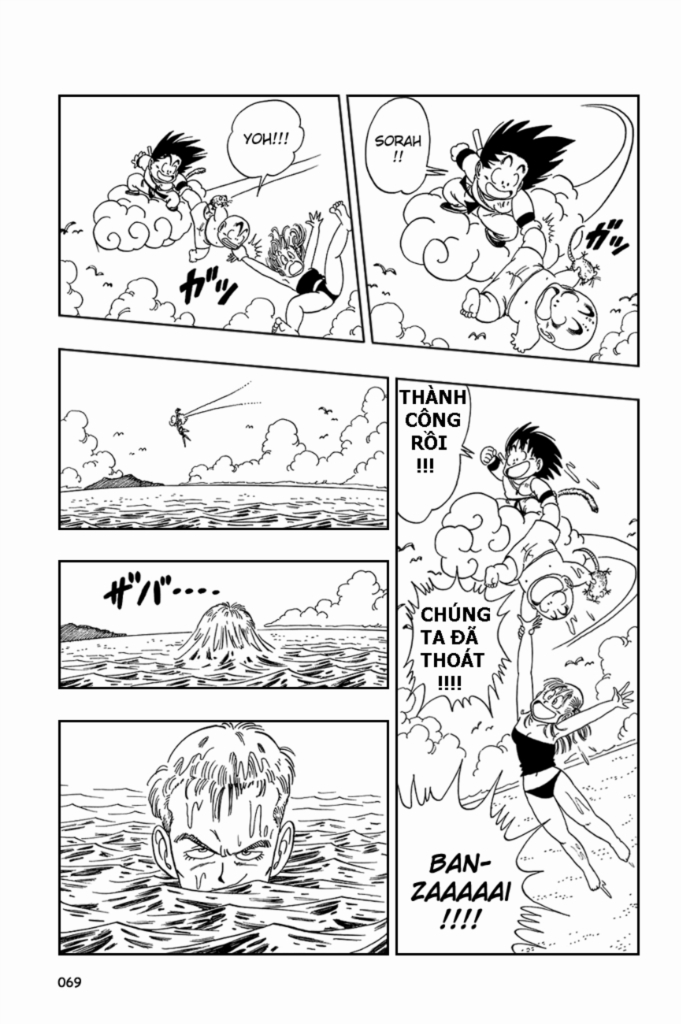 SORAH
!!
ガッ
YOH!!!
ガッ
THÀNH
CÔNG
RỒI
!!!
CHÚNG
TA ĐÃ
THOÁT
!!!!
BAN-
ZAAAAAI
!!!!
ザバ・・・・
069